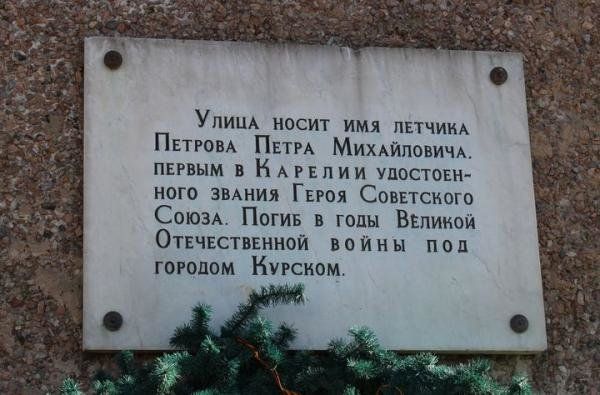 Улица носит имя летчика
Петрова Петра Михайловича,
первым в Карелии удостоен-
ного звания Героя Советского
Союза. Погиб в годы Великой
Отечественной войны под
городом Курском.